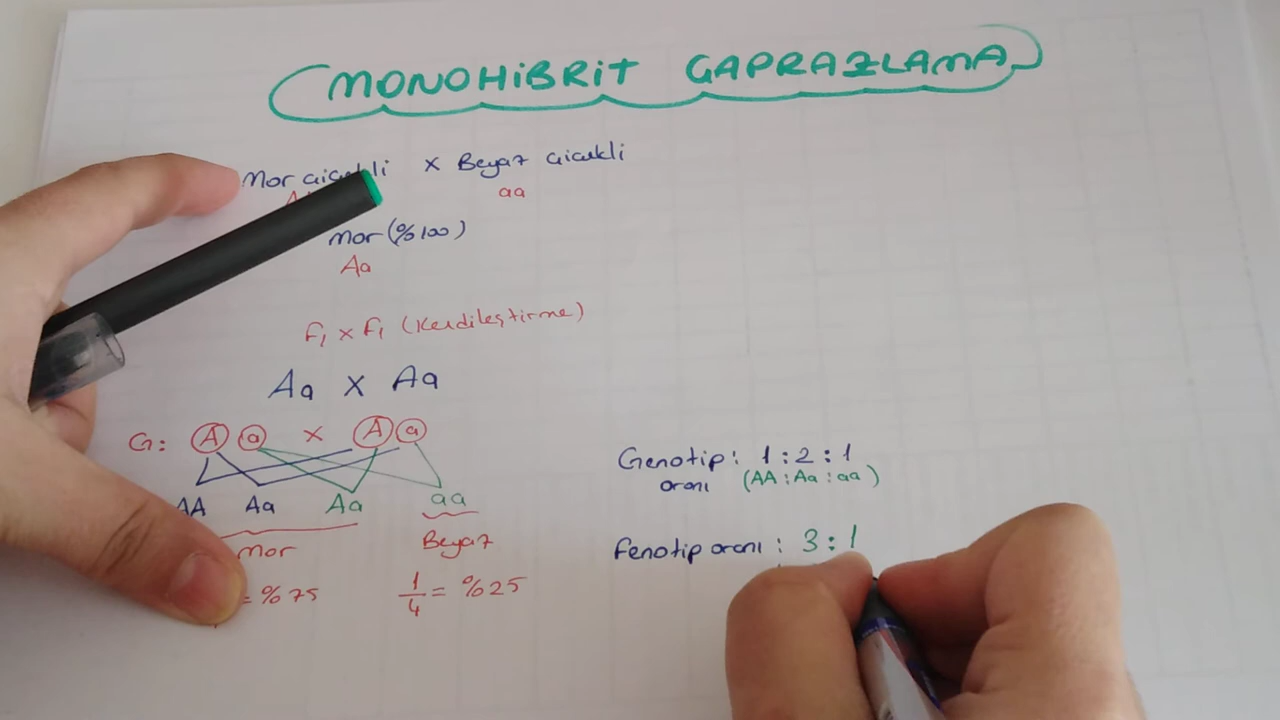 MONOHİBRİT ÇAPRAZLAMA
Mor çiçekli x Beyaz çiçekli
aa
Mor (%100)
Aa
F₁ x F₁ (Kendileştirme)
Aa x Aa
G: A a x A a
AA Aa Aa aa
Mor Beyaz
= %75 1/4 = %25
Genotip : 1 : 2 : 1
oranı (AA : Aa : aa)
Fenotip oranı : 3 : 1